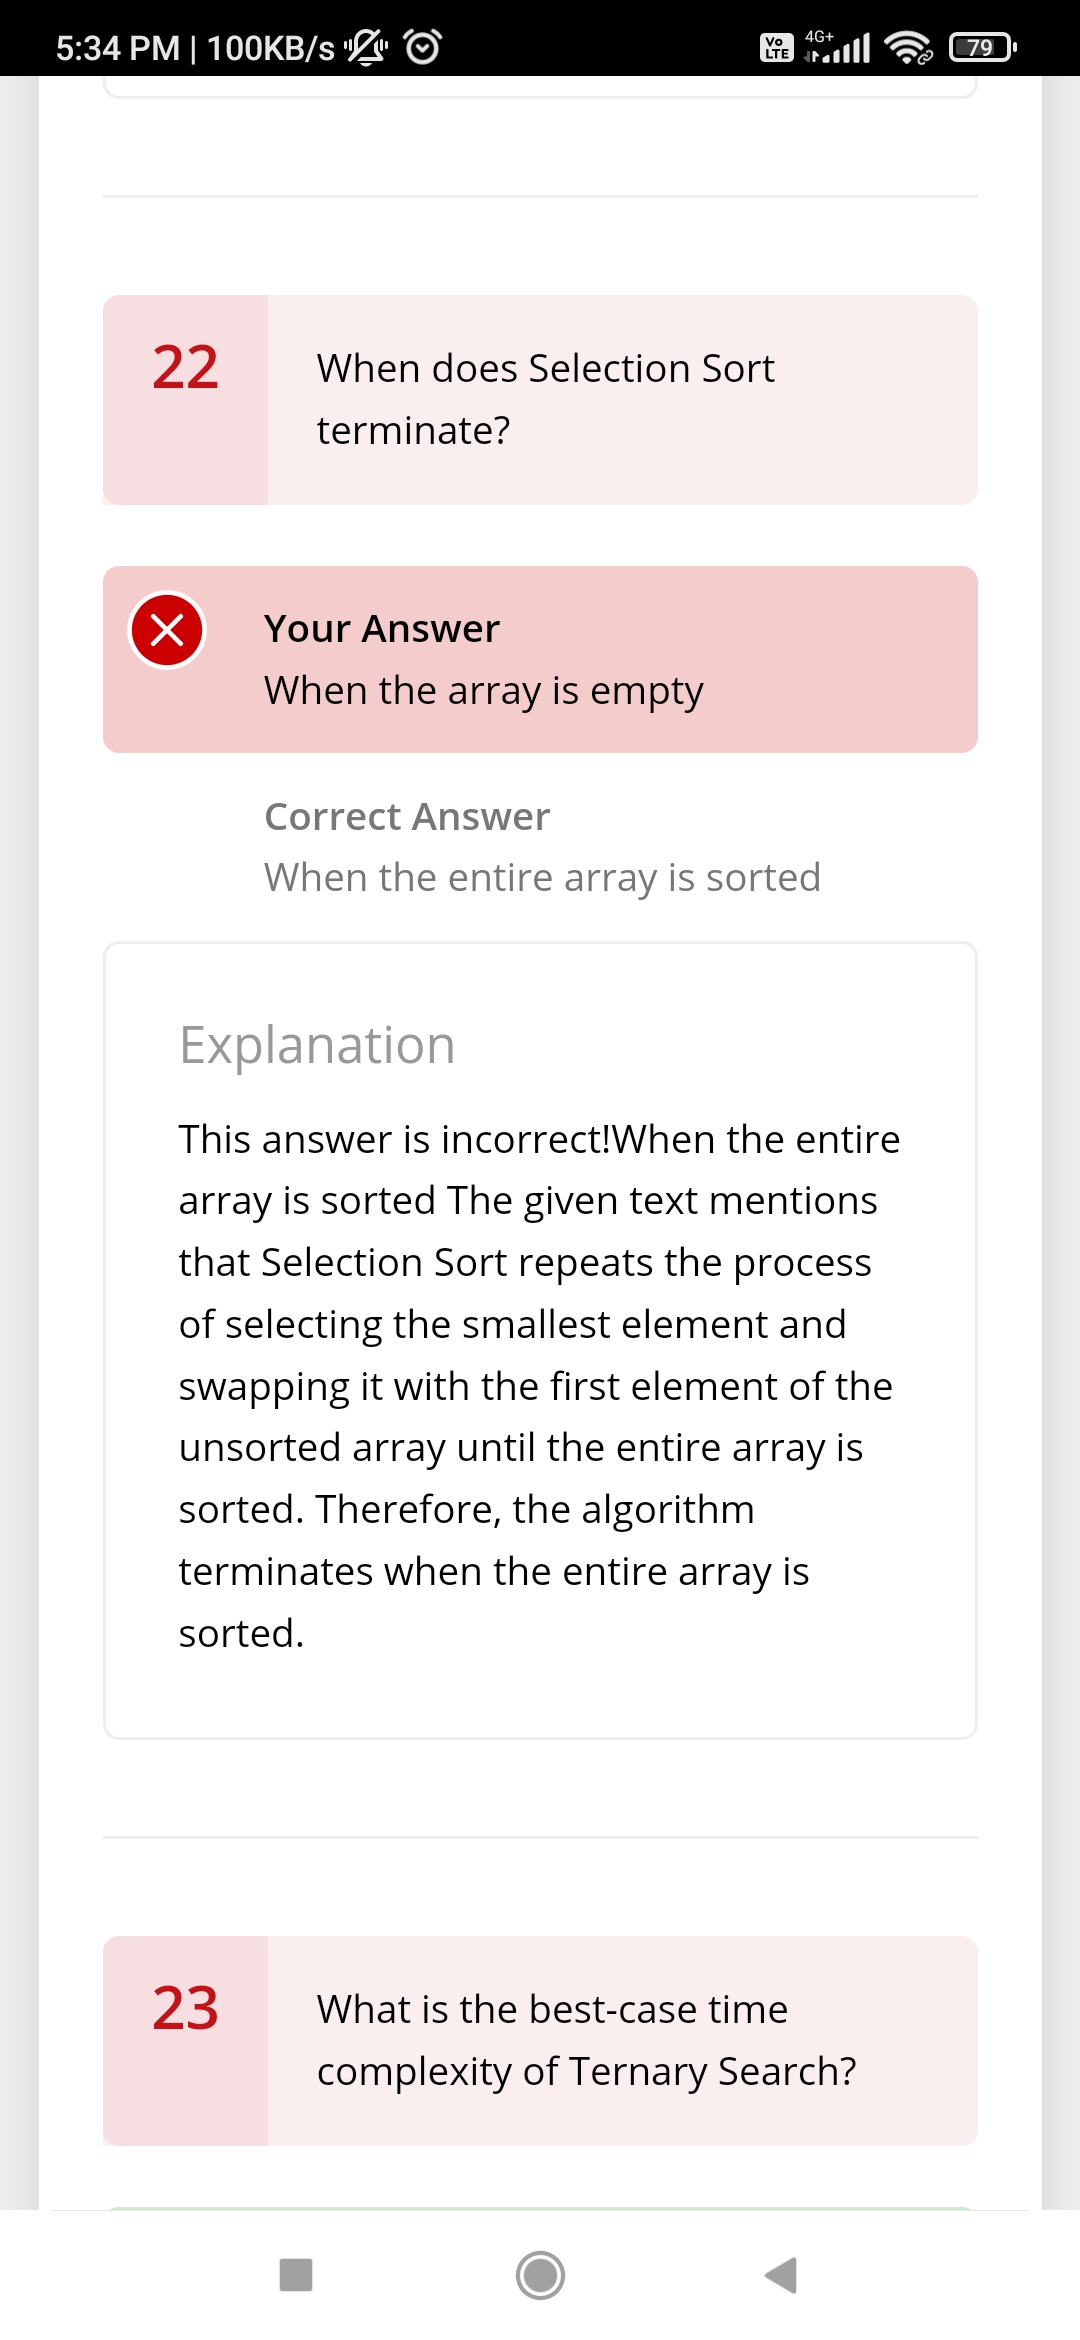 5:34 PM | 100KB/s
Vo LTE 4G+ 79
22
When does Selection Sort
terminate?
Your Answer
When the array is empty
Correct Answer
When the entire array is sorted
Explanation
This answer is incorrect!When the entire
array is sorted The given text mentions
that Selection Sort repeats the process
of selecting the smallest element and
swapping it with the first element of the
unsorted array until the entire array is
sorted. Therefore, the algorithm
terminates when the entire array is
sorted.
23
What is the best-case time
complexity of Ternary Search?